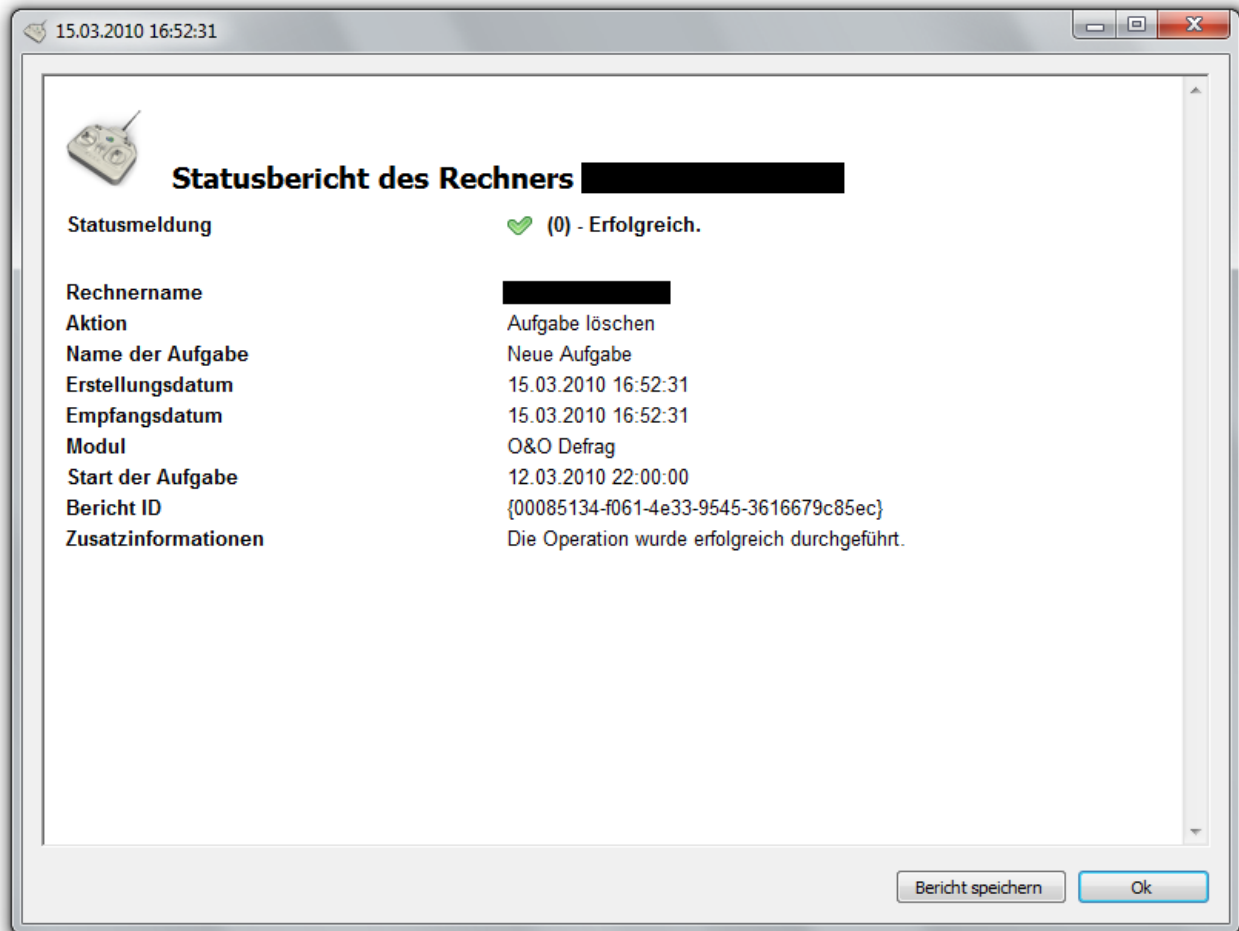 15.03.2010 16:52:31
Statusbericht des Rechners
Statusmeldung (0) - Erfolgreich.
Rechnername
Aktion Aufgabe löschen
Name der Aufgabe Neue Aufgabe
Erstellungsdatum 15.03.2010 16:52:31
Empfangsdatum 15.03.2010 16:52:31
Modul O&O Defrag
Start der Aufgabe 12.03.2010 22:00:00
Bericht ID {00085134-f061-4e33-9545-3616679c85ec}
Zusatzinformationen Die Operation wurde erfolgreich durchgeführt.
Bericht speichern Ok